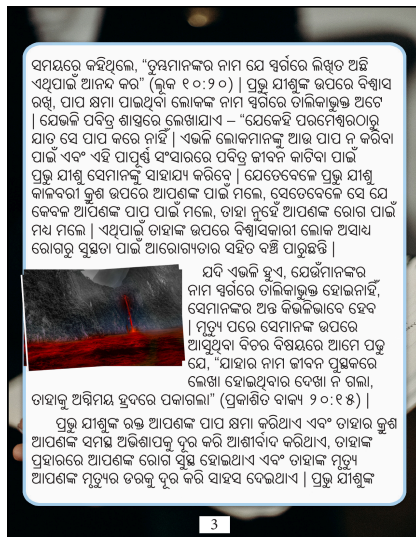 ସମୟରେ କହିଥିଲେ, “ତୁମ୍ଭମାନଙ୍କର ନାମ ଯେ ସ୍ବର୍ଗରେ ଲିଖିତ ଅଛି
ଏଥିପାଇଁ ଆନନ୍ଦ କର” (ଲୂକ ୧୦:୨୦) | ପ୍ରଭୁ ଯୀଶୁଙ୍କ ଉପରେ ବିଶ୍ଵାସ
ରଖି, ପାପ କ୍ଷମା ପାଇଥିବା ଲୋକଙ୍କ ନାମ ସ୍ବର୍ଗରେ ତାଲିକାଭୁକ୍ତ ଅଟେ
| ଯେଭଳି ପବିତ୍ର ଶାସ୍ତ୍ରରେ ଲେଖାଯାଏ – “ଯେକେହି ପରମେଶ୍ୱରଠାରୁ
ଯାତ ସେ ପାପ କରେ ନାହିଁ | ଏଭଳି ଲୋକମାନଙ୍କୁ ଆଉ ପାପ ନ କରିବା
ପାଇଁ ଏବଂ ଏହି ପାପପୂର୍ଣ୍ଣ ସଂସାରରେ ପବିତ୍ର ଜୀବନ କାଟିବା ପାଇଁ
ପ୍ରଭୁ ଯୀଶୁ ସେମାନଙ୍କୁ ସାହାଯ୍ୟ କରିବେ | ଯେତେବେଳେ ପ୍ରଭୁ ଯୀଶୁ
କାଳବରୀ କ୍ରୁଶ ଉପରେ ଆପଣଙ୍କ ପାଇଁ ମଲେ, ସେତେବେଳେ ସେ ଯେ
କେବଳ ଆପଣଙ୍କ ପାପ ପାଇଁ ମଲେ, ତାହା ନୁହେଁ ଆପଣଙ୍କ ରୋଗ ପାଇଁ
ମଧ୍ୟ ମଲେ | ଏଥିପାଇଁ ତାହାଙ୍କ ଉପରେ ବିଶ୍ଵାସକାରୀ ଲୋକ ଅସାଧ୍ୟ
ରୋଗରୁ ସୁସ୍ଥତା ପାଇଁ ଆରୋଗ୍ୟତାର ସହିତ ବଞ୍ଚି ପାରୁଛନ୍ତି |
ଯଦି ଏଭଳି ହୁଏ, ଯେଉଁମାନଙ୍କର
ନାମ ସ୍ବର୍ଗରେ ତାଲିକାଭୁକ୍ତ ହୋଇନାହିଁ,
ସେମାନଙ୍କର ଅନ୍ତ କିଭଳିଭାବେ ହେବ
| ମୃତ୍ୟୁ ପରେ ସେମାନଙ୍କ ଉପରେ
ଆସୁଥିବା ବିଚାର ବିଷୟରେ ଆମେ ପଢୁ
ଯେ, “ଯାହାର ନାମ ଜୀବନ ପୁସ୍ତକରେ
ଲେଖା ହୋଇଥିବାର ଦେଖା ନ ଗଲା,
ତାହାକୁ ଅଗ୍ନିମୟ ହ୍ରଦରେ ପକାଗଲା” (ପ୍ରକାଶିତ ବାକ୍ୟ ୨୦:୧୫) |
ପ୍ରଭୁ ଯୀଶୁଙ୍କ ରକ୍ତ ଆପଣଙ୍କ ପାପ କ୍ଷମା କରିଥାଏ ଏବଂ ତାହାର କ୍ରୁଶ
ଆପଣଙ୍କ ସମସ୍ତ ଅଭିଶାପକୁ ଦୂର କରି ଆଶୀର୍ବାଦ କରିଥାଏ, ତାହାଙ୍କ
ପ୍ରହାରରେ ଆପଣଙ୍କ ରୋଗ ସୁସ୍ଥ ହୋଇଥାଏ ଏବଂ ତାହାଙ୍କ ମୃତ୍ୟୁ
ଆପଣଙ୍କ ମୃତ୍ୟୁର ଡରକୁ ଦୂର କରି ସାହସ ଦେଇଥାଏ | ପ୍ରଭୁ ଯୀଶୁଙ୍କ
3